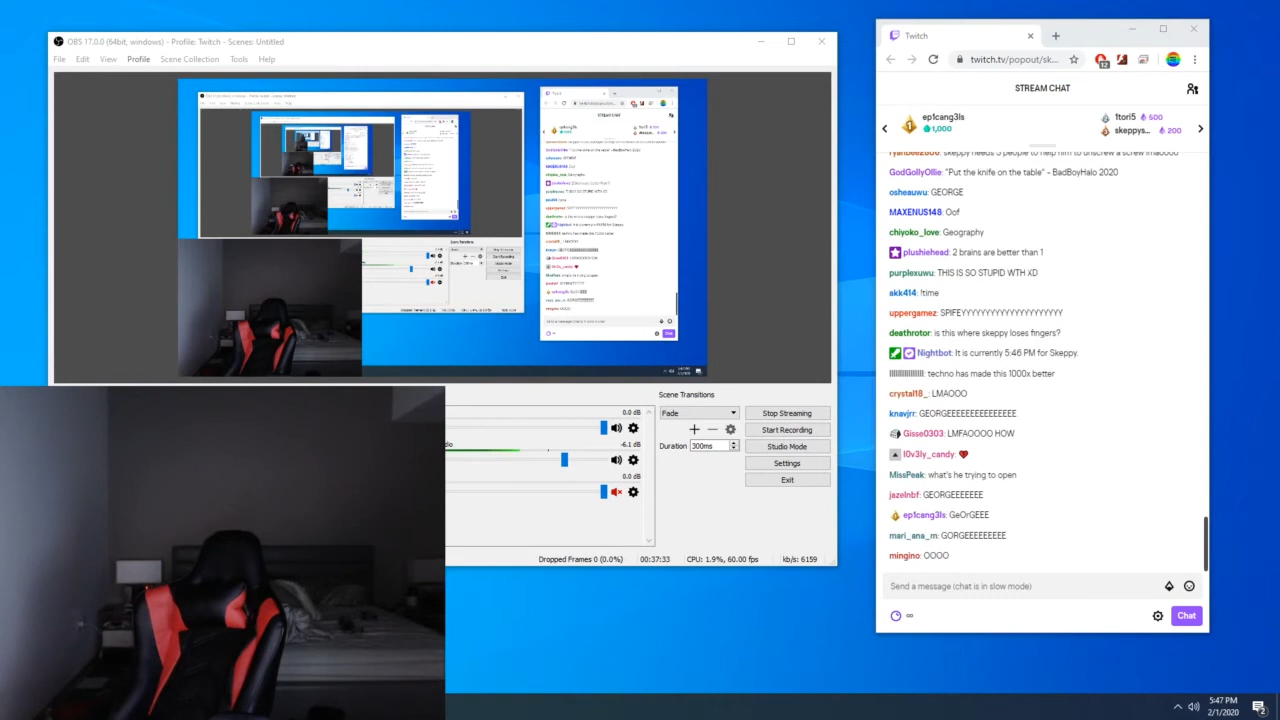 OBS 17.0.0 (64bit, windows) - Profile: Twitch - Scenes: Untitled
File Edit View Profile Scene Collection Tools Help
0.0 dB
-6.1 dB
0.0 dB
Scene Transitions
Fade
Duration 300ms
Stop Streaming
Start Recording
Studio Mode
Settings
Exit
Dropped Frames 0 (0.0%) 00:37:33 CPU: 1.9%, 60.00 fps kb/s: 6159
Twitch
twitch.tv/popout/sk...
12
STREAM CHAT
ep1cang3ls
1,000
ttori5 500
skeppys... 200
GodGollyOllie: "Put the knife on the table" - BadBoyHalo 2020
osheauwu: GEORGE
MAXENUS148: Oof
chiyoko_love: Geography
plushiehead: 2 brains are better than 1
purplexuwu: THIS IS SO STUPID WTH XD
akk414: !time
uppergamez: SPIFEYYYYYYYYYYYYYYYYYYY
deathrotor: is this where skeppy loses fingers?
Nightbot: It is currently 5:46 PM for Skeppy.
techno has made this 1000x better
crystal18_: LMAOOO
knavjrr: GEORGEEEEEEEEEEEEEEE
Gisse0303: LMFAOOOO HOW
l0v3ly_candy:
MissPeak: what's he trying to open
jazelnbf: GEORGEEEEEEE
ep1cang3ls: GeOrGEEE
mari_ana_m: GORGEEEEEEEEE
mingino: OOOO
Send a message (chat is in slow mode)
Chat
5:47 PM
2/1/2020
2